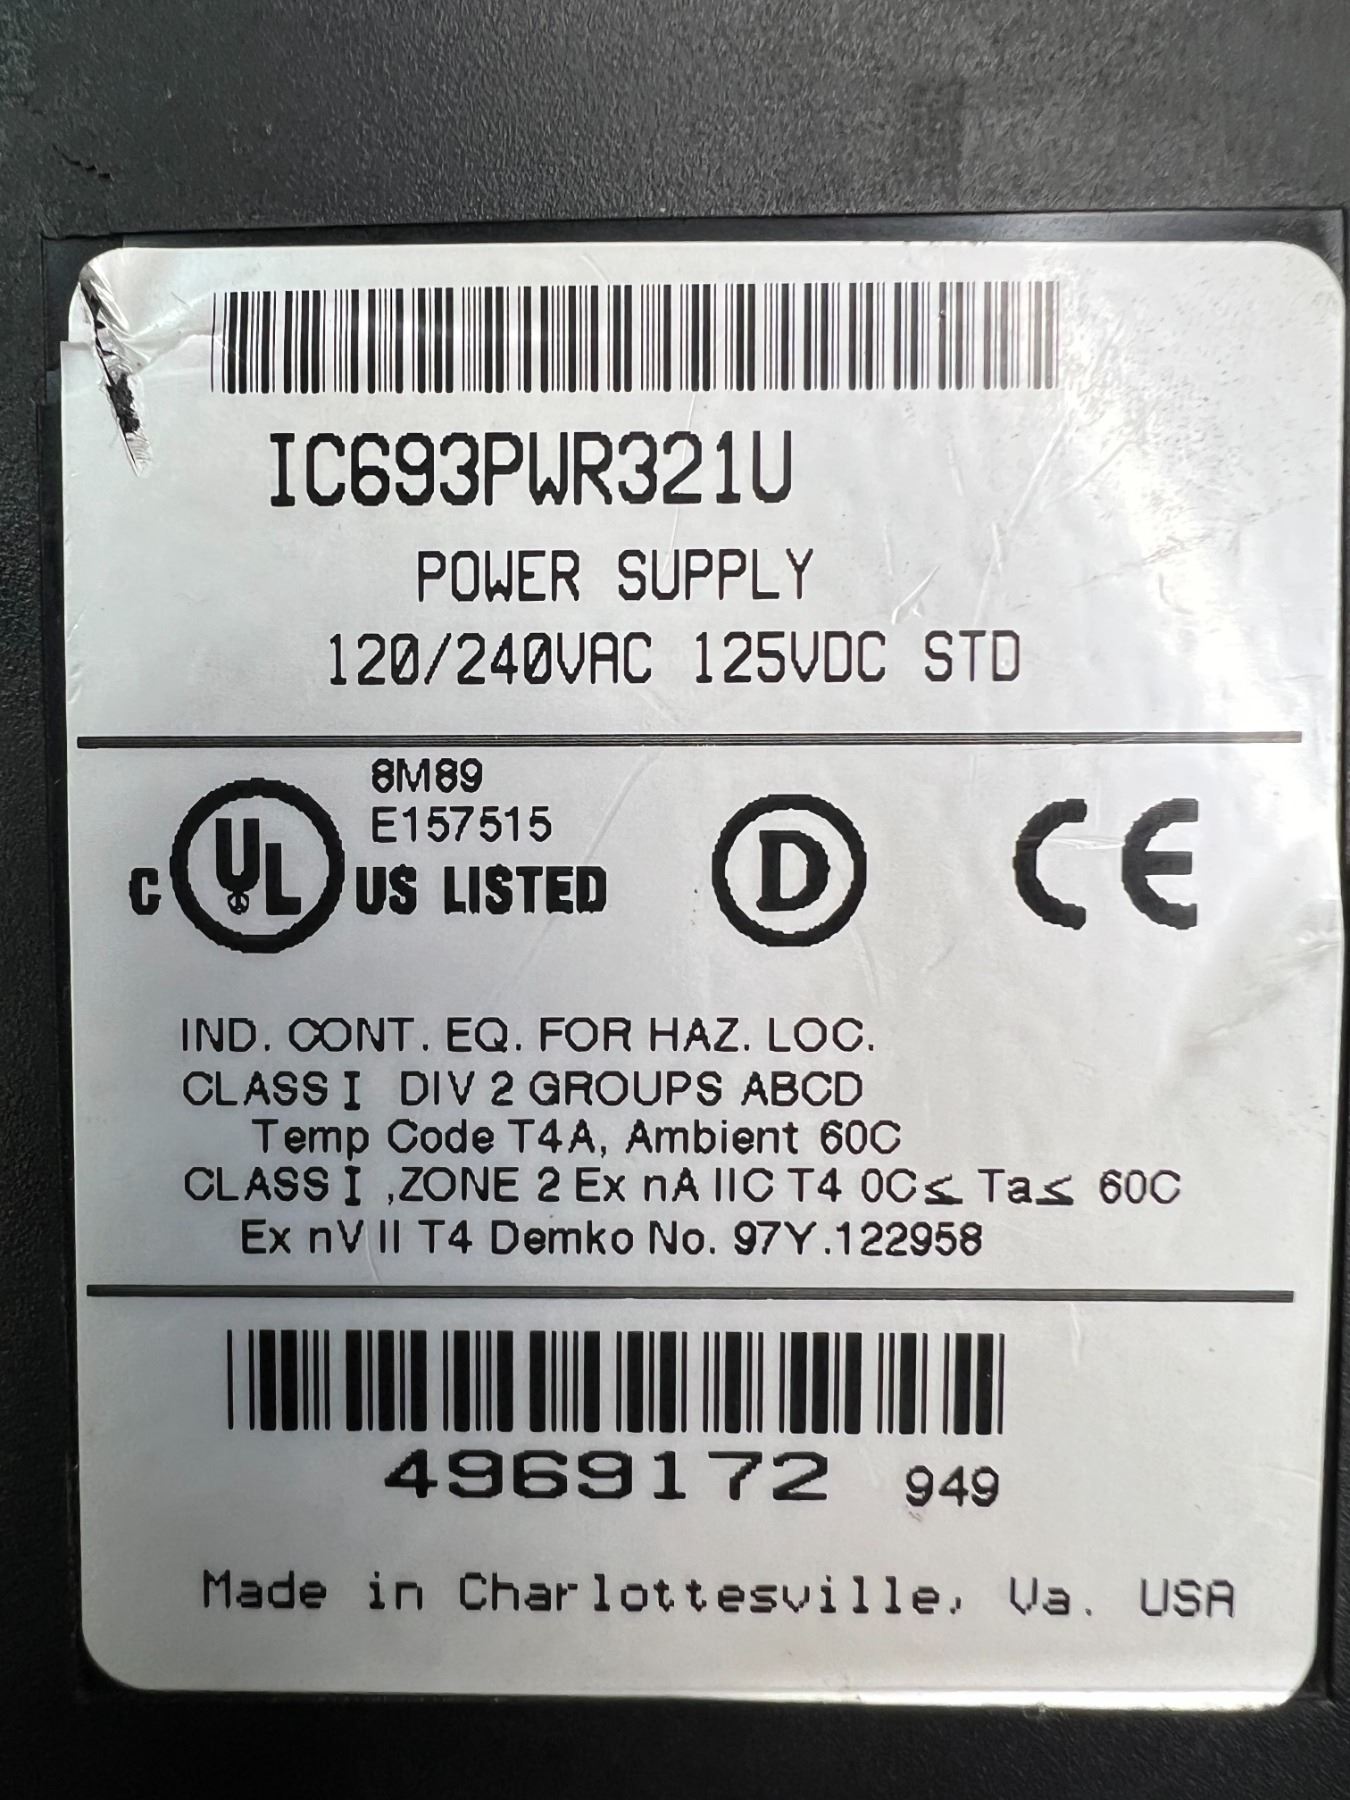 IC693PWR321U
POWER SUPPLY
120/240VAC 125VDC STD
8M89
E157515
C UL US LISTED
D
CE
IND. CONT. EQ. FOR HAZ. LOC.
CLASS I DIV 2 GROUPS ABCD
Temp Code T4A, Ambient 60C
CLASS I ,ZONE 2 Ex nA IIC T4 0C≤ Ta≤ 60C
Ex nV II T4 Demko No. 97Y.122958
4969172 949
Made in Charlottesville, Va. USA